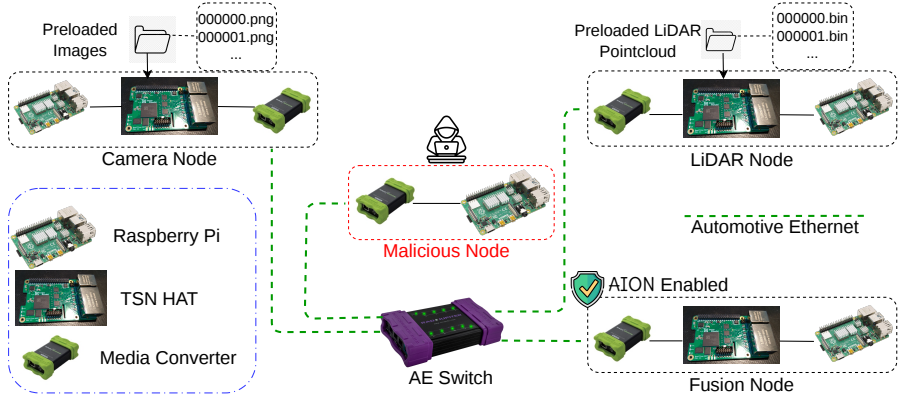 Preloaded
Images
000000.png
000001.png
...
Preloaded LiDAR
Pointcloud
000000.bin
000001.bin
...
Camera Node
LiDAR Node
Malicious Node
Automotive Ethernet
Raspberry Pi
TSN HAT
Media Converter
AE Switch
AION Enabled
Fusion Node